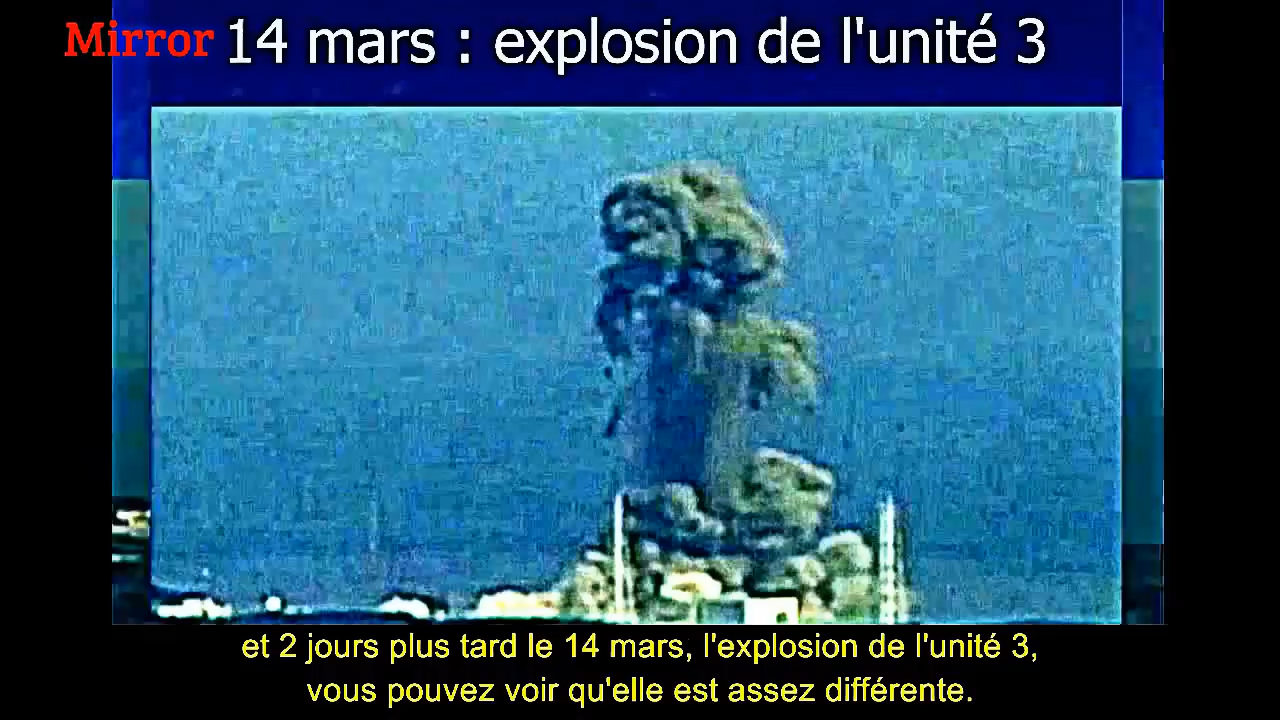 Mirror 14 mars : explosion de l'unité 3
et 2 jours plus tard le 14 mars, l'explosion de l'unité 3,
vous pouvez voir qu'elle est assez différente.